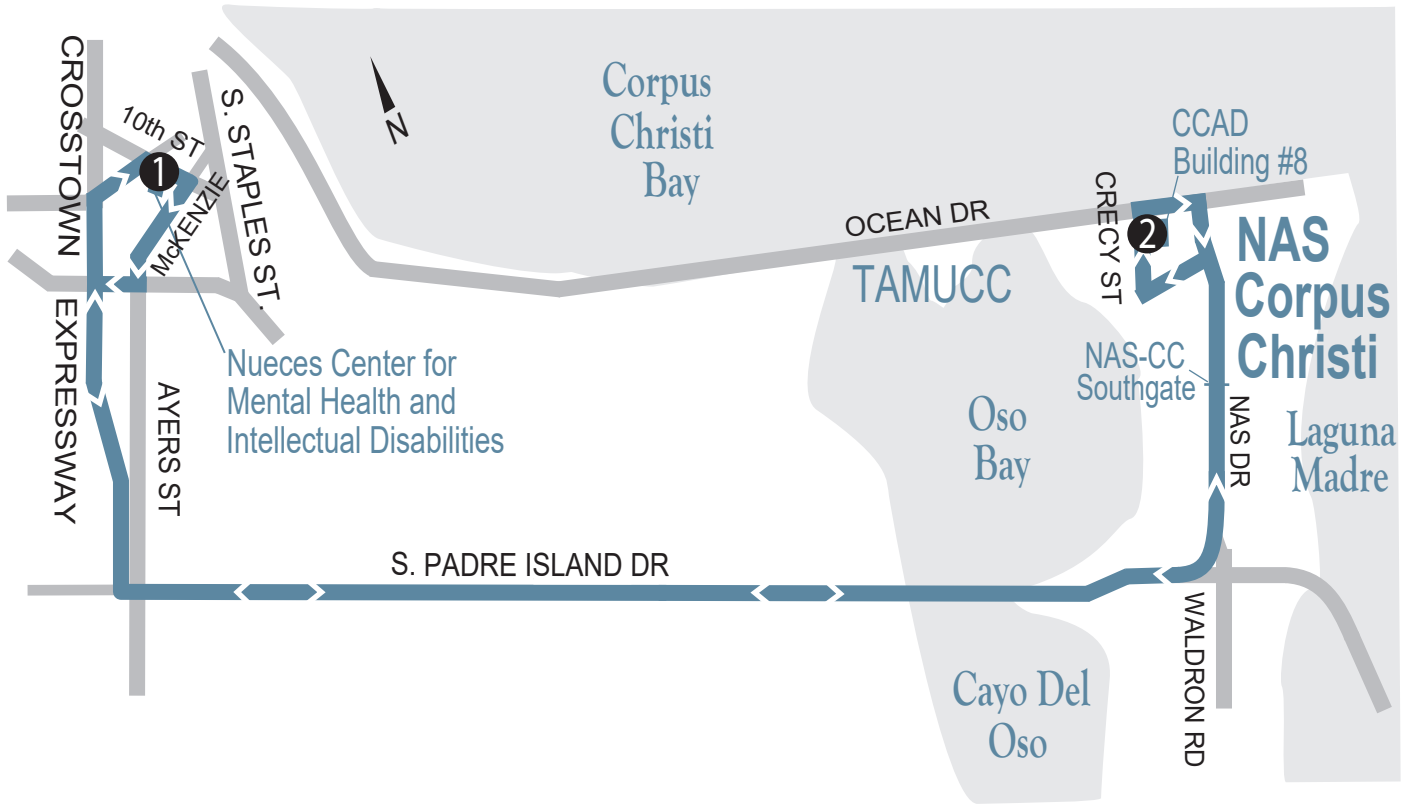 CROSSTOWN
EXPRESSWAY
10th ST
1
McKENZIE
S. STAPLES ST.
Nueces Center for
Mental Health and
Intellectual Disabilities
AYERS ST
N
Corpus
Christi
Bay
OCEAN DR
TAMUCC
CCAD
Building #8
CRECY ST
2
NAS
Corpus
Christi
NAS-CC
Southgate
NAS DR
Oso
Bay
Laguna
Madre
S. PADRE ISLAND DR
WALDRON RD
Cayo Del
Oso